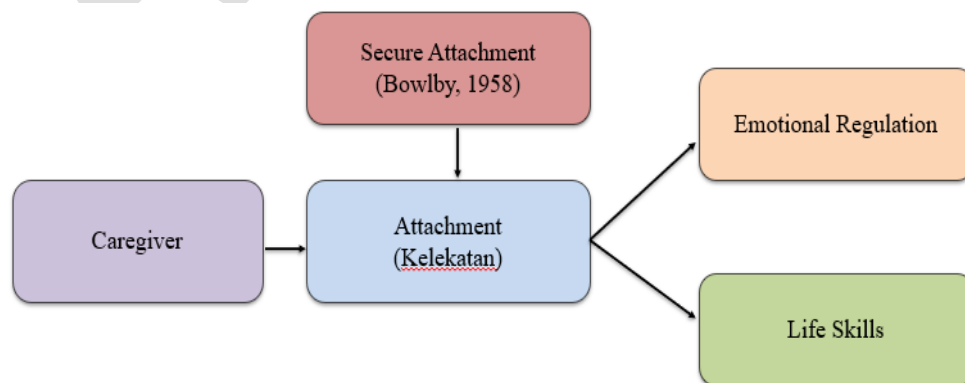 Secure Attachment
(Bowlby, 1958)
Emotional Regulation
Caregiver
Attachment
(Kelekatan)
Life Skills